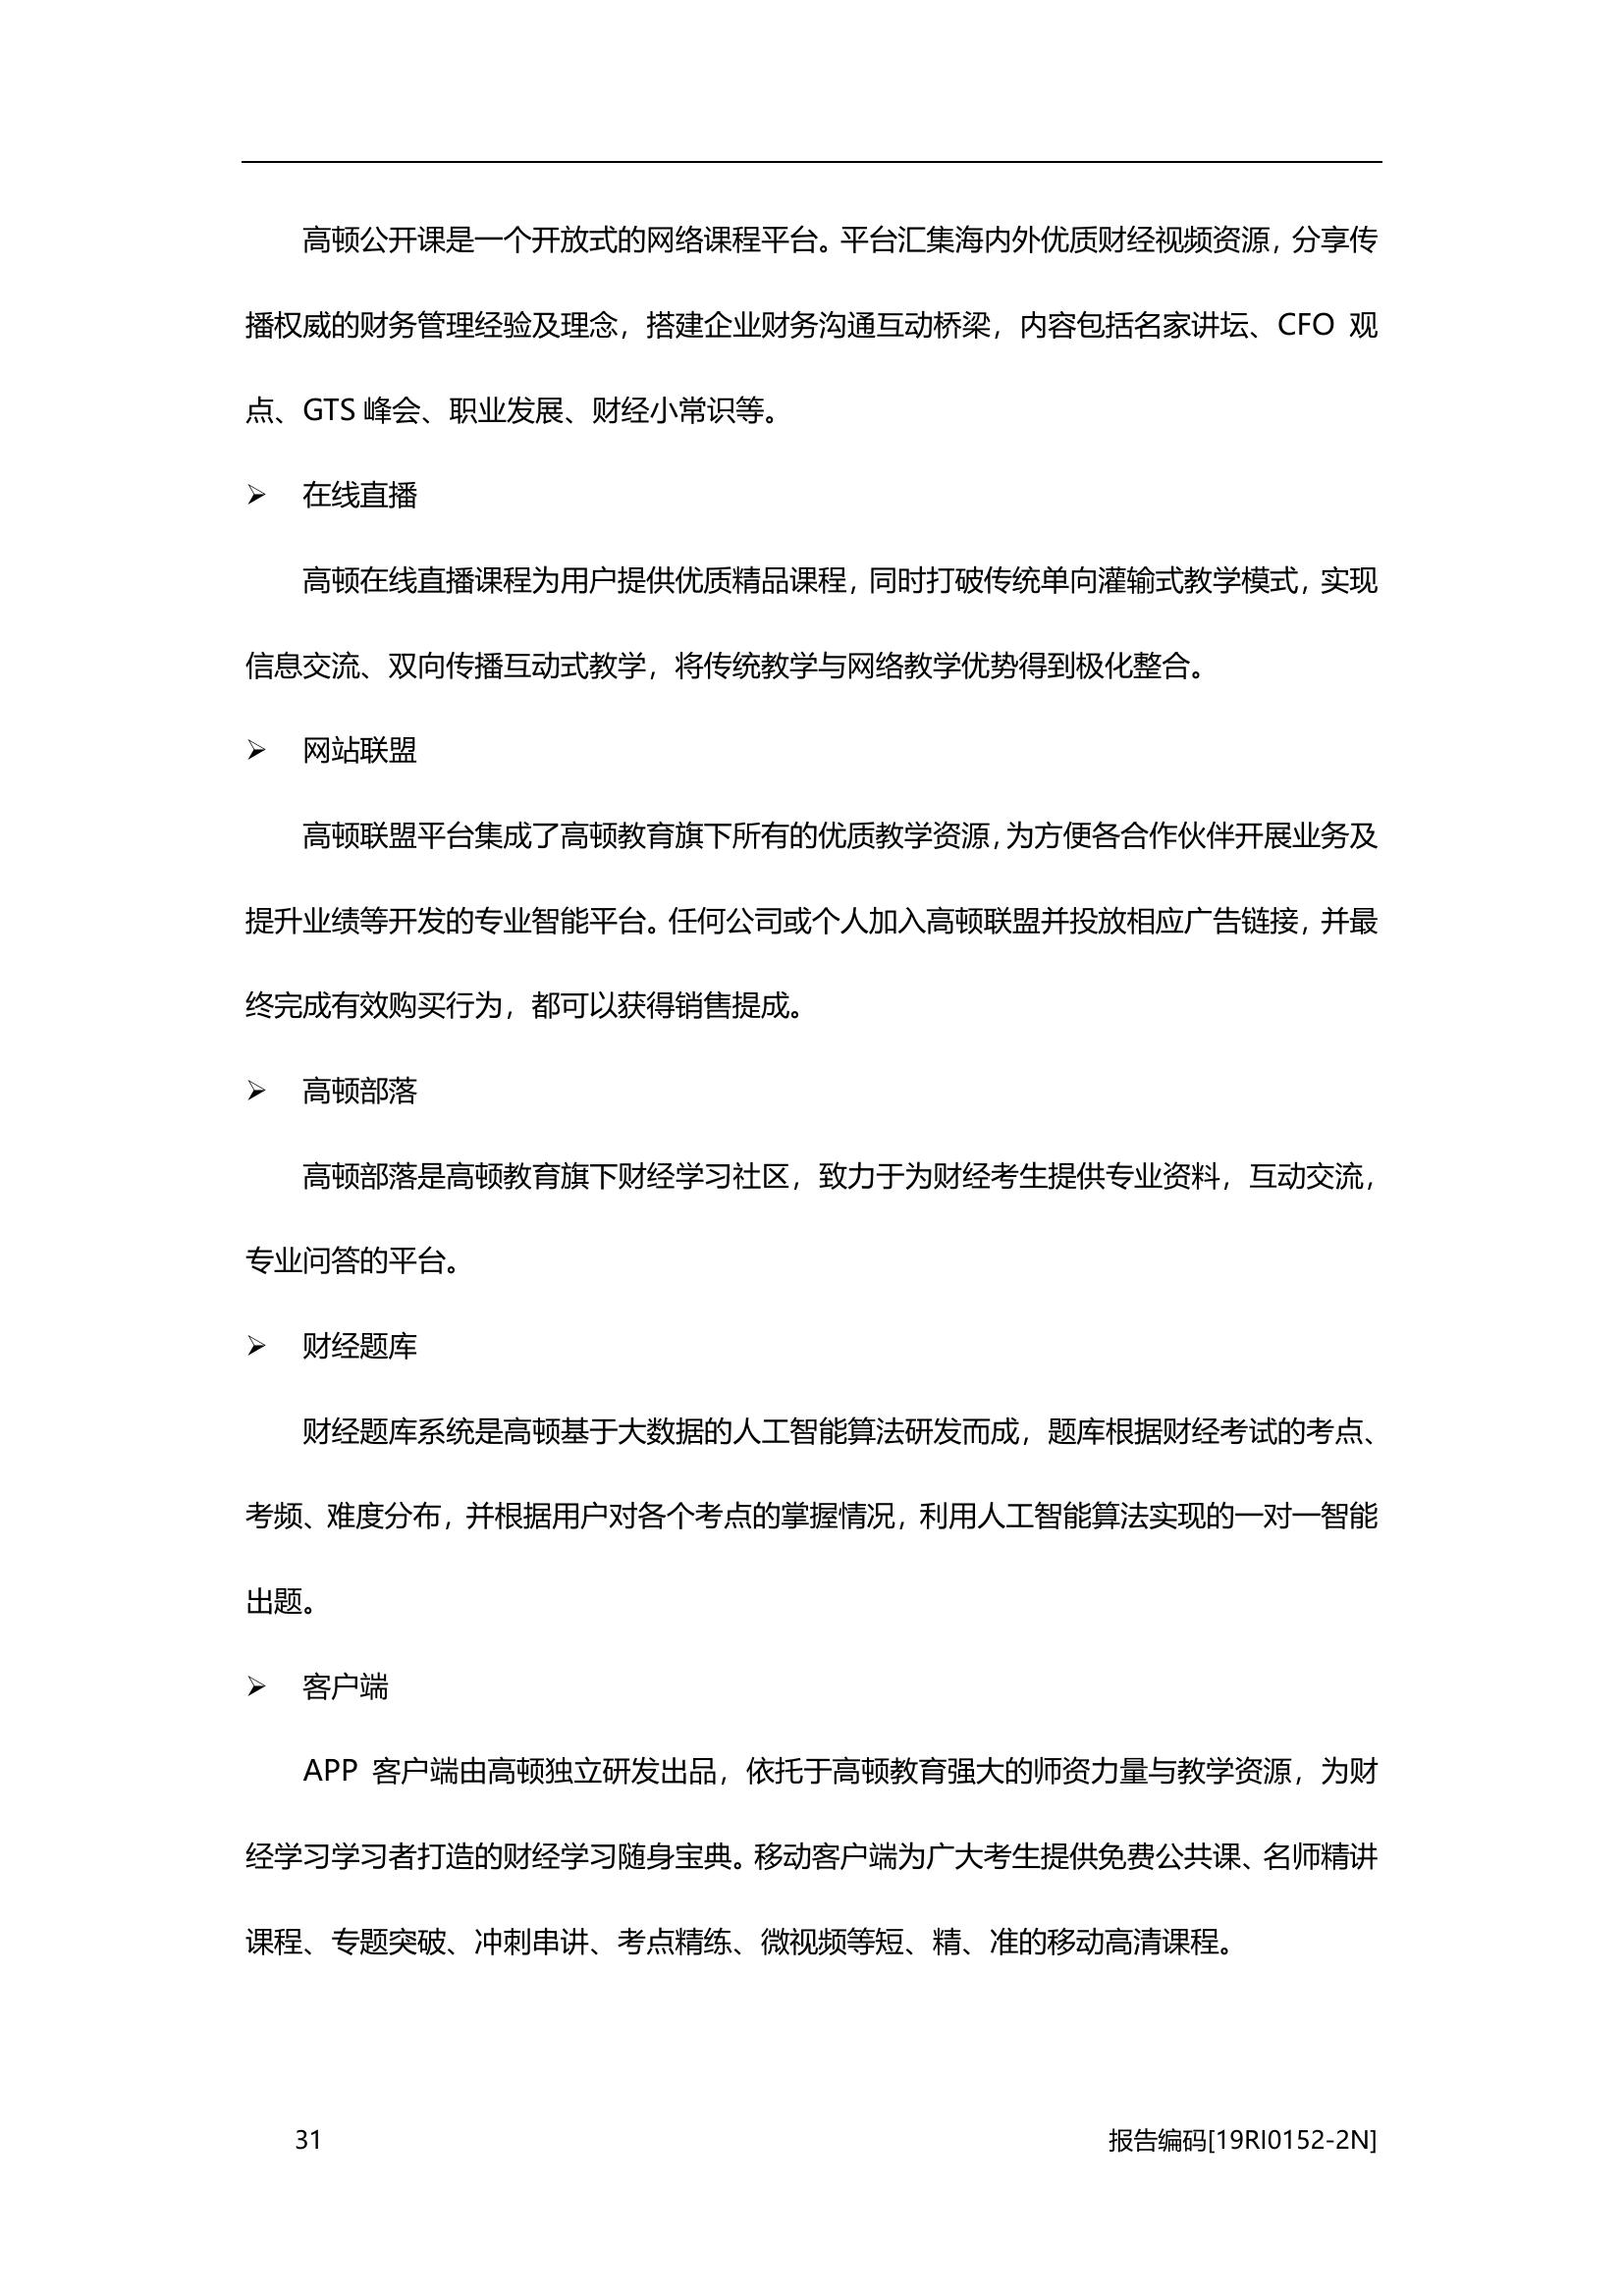 高顿公开课是一个开放式的网络课程平台。平台汇集海内外优质财经视频资源，分享传
播权威的财务管理经验及理念，搭建企业财务沟通互动桥梁，内容包括名家讲坛、CFO 观
点、GTS 峰会、职业发展、财经小常识等。
➢ 在线直播
高顿在线直播课程为用户提供优质精品课程，同时打破传统单向灌输式教学模式，实现
信息交流、双向传播互动式教学，将传统教学与网络教学优势得到极化整合。
➢ 网站联盟
高顿联盟平台集成了高顿教育旗下所有的优质教学资源，为方便各合作伙伴开展业务及
提升业绩等开发的专业智能平台。任何公司或个人加入高顿联盟并投放相应广告链接，并最
终完成有效购买行为，都可以获得销售提成。
➢ 高顿部落
高顿部落是高顿教育旗下财经学习社区，致力于为财经考生提供专业资料，互动交流，
专业问答的平台。
➢ 财经题库
财经题库系统是高顿基于大数据的人工智能算法研发而成，题库根据财经考试的考点、
考频、难度分布，并根据用户对各个考点的掌握情况，利用人工智能算法实现的一对一智能
出题。
➢ 客户端
APP 客户端由高顿独立研发出品，依托于高顿教育强大的师资力量与教学资源，为财
经学习学习者打造的财经学习随身宝典。移动客户端为广大考生提供免费公共课、名师精讲
课程、专题突破、冲刺串讲、考点精练、微视频等短、精、准的移动高清课程。
31 报告编码[19RI0152-2N]